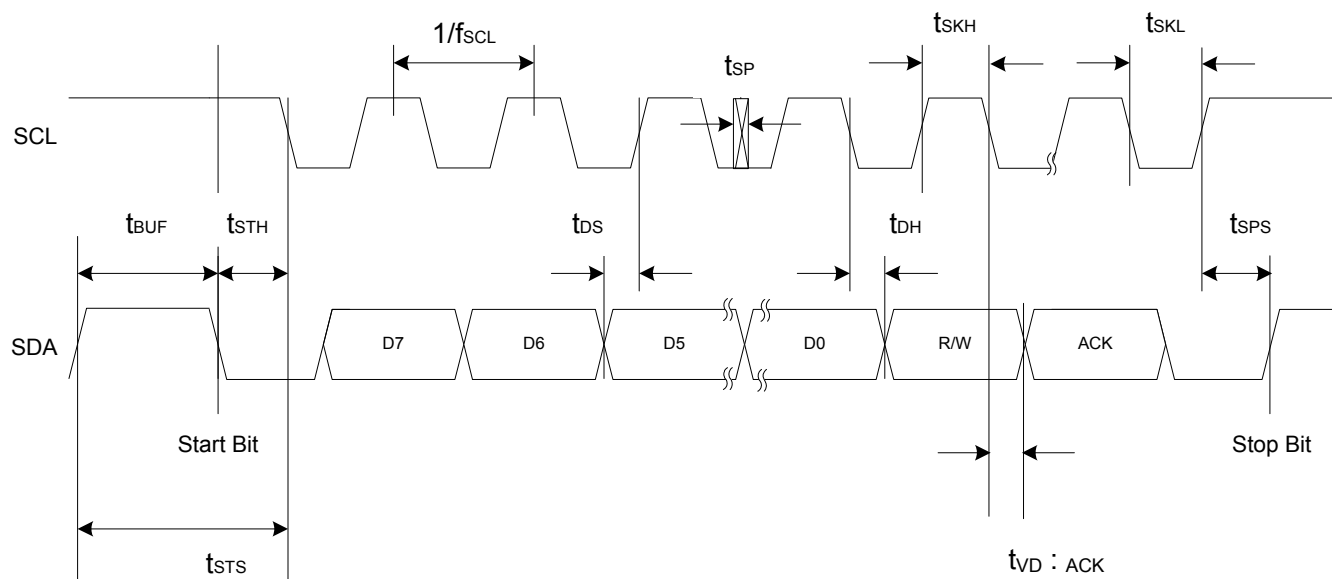 tSKH tSKL
1/fSCL
tSP
SCL
tBUF tSTH tDS tDH tSPS
SDA D7 D6 D5 D0 R/W ACK
Start Bit Stop Bit
tSTS tVD : ACK